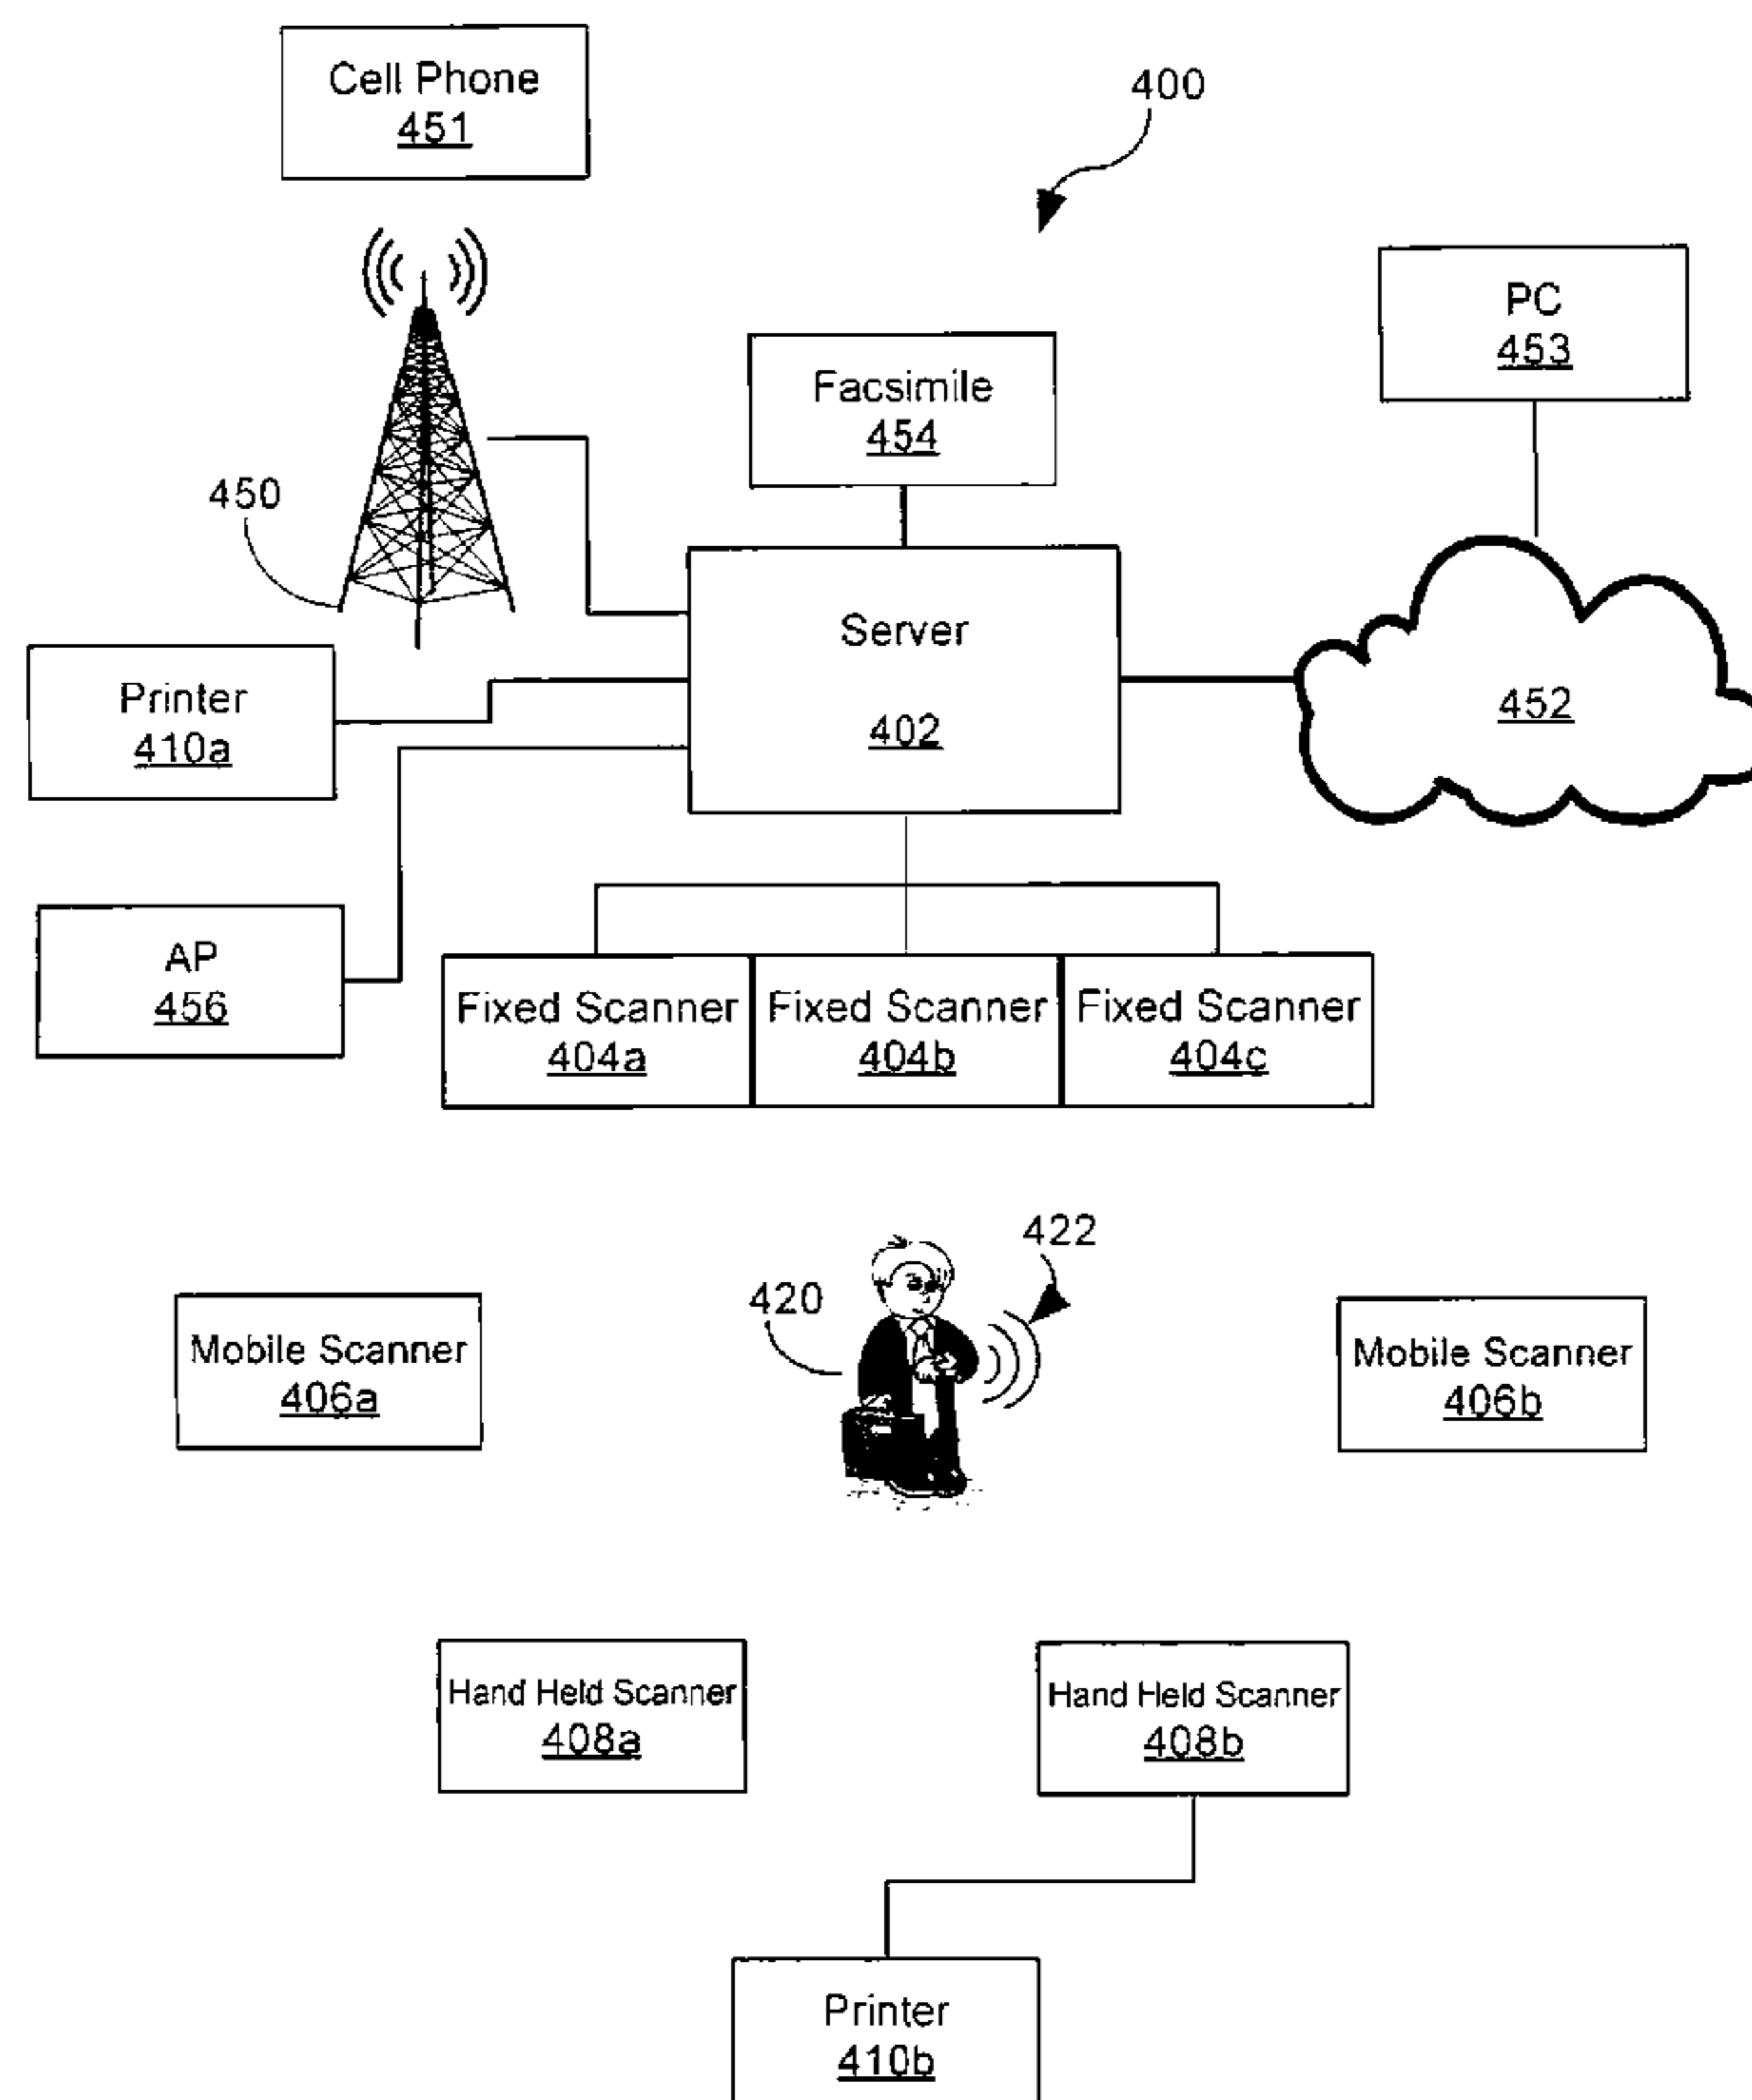 Cell Phone
451
400
PC
453
Facsimile
454
450
Server
402
452
Printer
410a
AP
456
Fixed Scanner
404a
Fixed Scanner
404b
Fixed Scanner
404c
422
420
Mobile Scanner
406a
Mobile Scanner
406b
Hand Held Scanner
408a
Hand Held Scanner
408b
Printer
410b